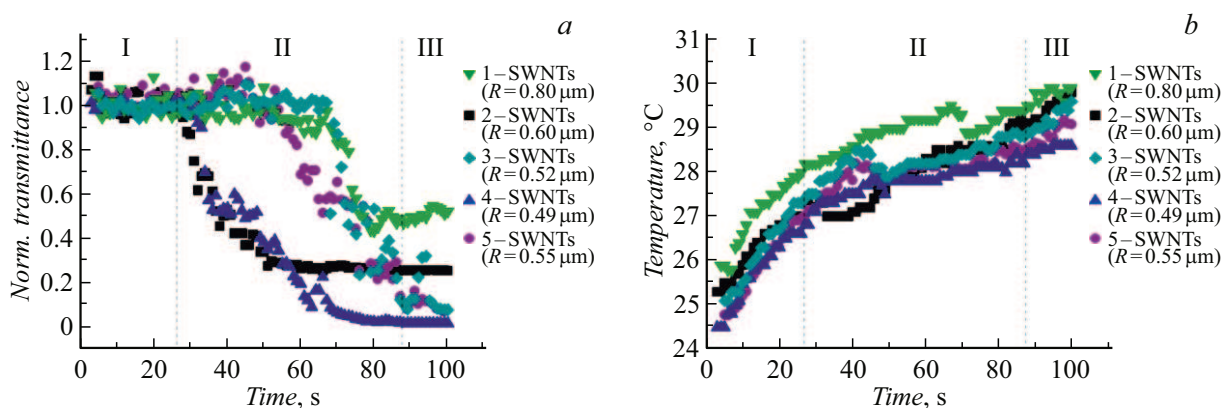 a
I II III
1.2
1.0
0.8
0.6
0.4
0.2
0
Norm. transmittance
0 20 40 60 80 100
Time, s
1–SWNTs
(R=0.80 µm)
2–SWNTs
(R=0.60 µm)
3–SWNTs
(R=0.52 µm)
4–SWNTs
(R=0.49 µm)
5–SWNTs
(R=0.55 µm)
b
I II III
31
30
29
28
27
26
25
24
Temperature, °C
0 20 40 60 80 100
Time, s
1–SWNTs
(R=0.80 µm)
2–SWNTs
(R=0.60 µm)
3–SWNTs
(R=0.52 µm)
4–SWNTs
(R=0.49 µm)
5–SWNTs
(R=0.55 µm)